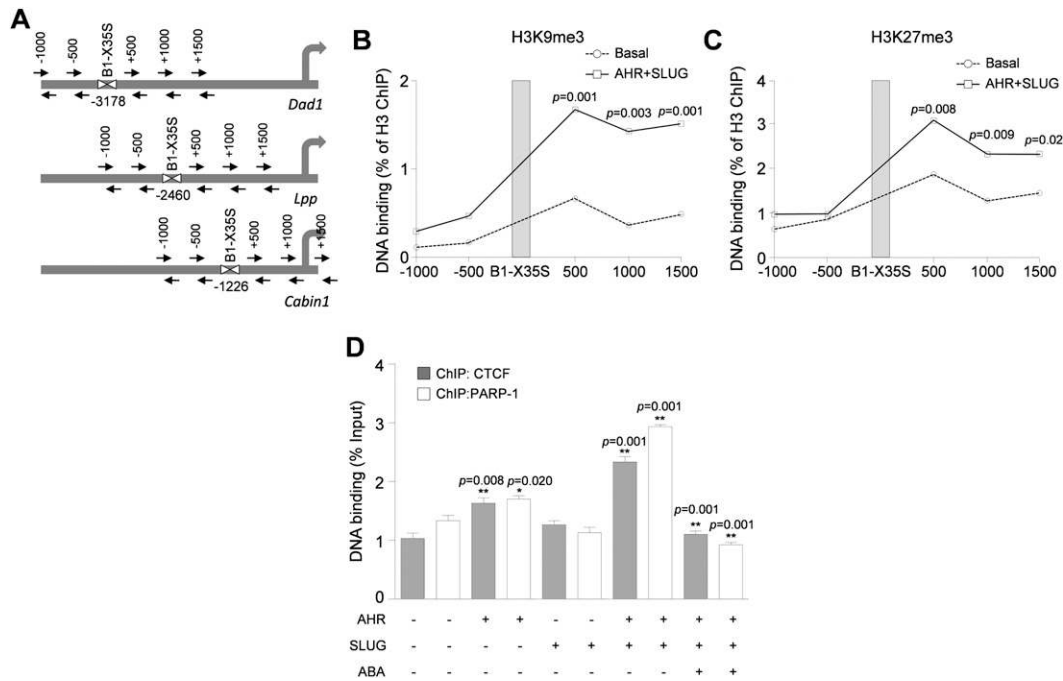 A
-1000
-500
B1-X35S
+500
+1000
+1500
-3178
Dad1
-1000
-500
B1-X35S
+500
+1000
+1500
-2460
Lpp
-1000
-500
B1-X35S
+500
+1000
+1500
-1226
Cabin1
B
H3K9me3
Basal
AHR+SLUG
DNA binding (% of H3 ChIP)
2
1
0
p=0.001
p=0.003
p=0.001
-1000 -500 B1-X35S 500 1000 1500
C
H3K27me3
Basal
AHR+SLUG
DNA binding (% of H3 ChIP)
4
3
2
1
0
p=0.008
p=0.009
p=0.02
-1000 -500 B1-X35S 500 1000 1500
D
ChIP: CTCF
ChIP:PARP-1
DNA binding (% Input)
4
3
2
1
0
p=0.008
**
p=0.020
*
p=0.001
**
p=0.001
**
p=0.001
**
p=0.001
**
AHR - - + + - - + + + +
SLUG - - - - + + + + + +
ABA - - - - - - - - + +